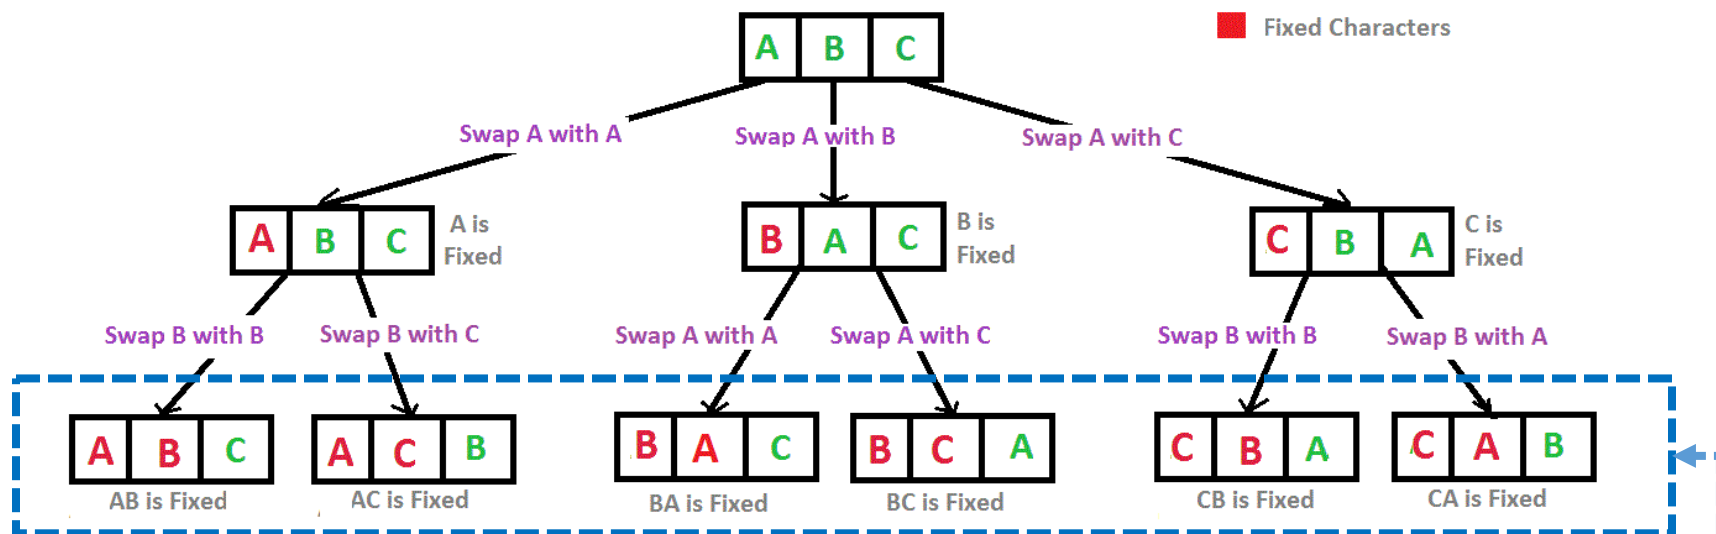 A B C
Fixed Characters
Swap A with A
Swap A with B
Swap A with C
A B C
A is
Fixed
B A C
B is
Fixed
C B A
C is
Fixed
Swap B with B
Swap B with C
Swap A with A
Swap A with C
Swap B with B
Swap B with A
A B C
A C B
B A C
B C A
C B A
C A B
AB is Fixed
AC is Fixed
BA is Fixed
BC is Fixed
CB is Fixed
CA is Fixed